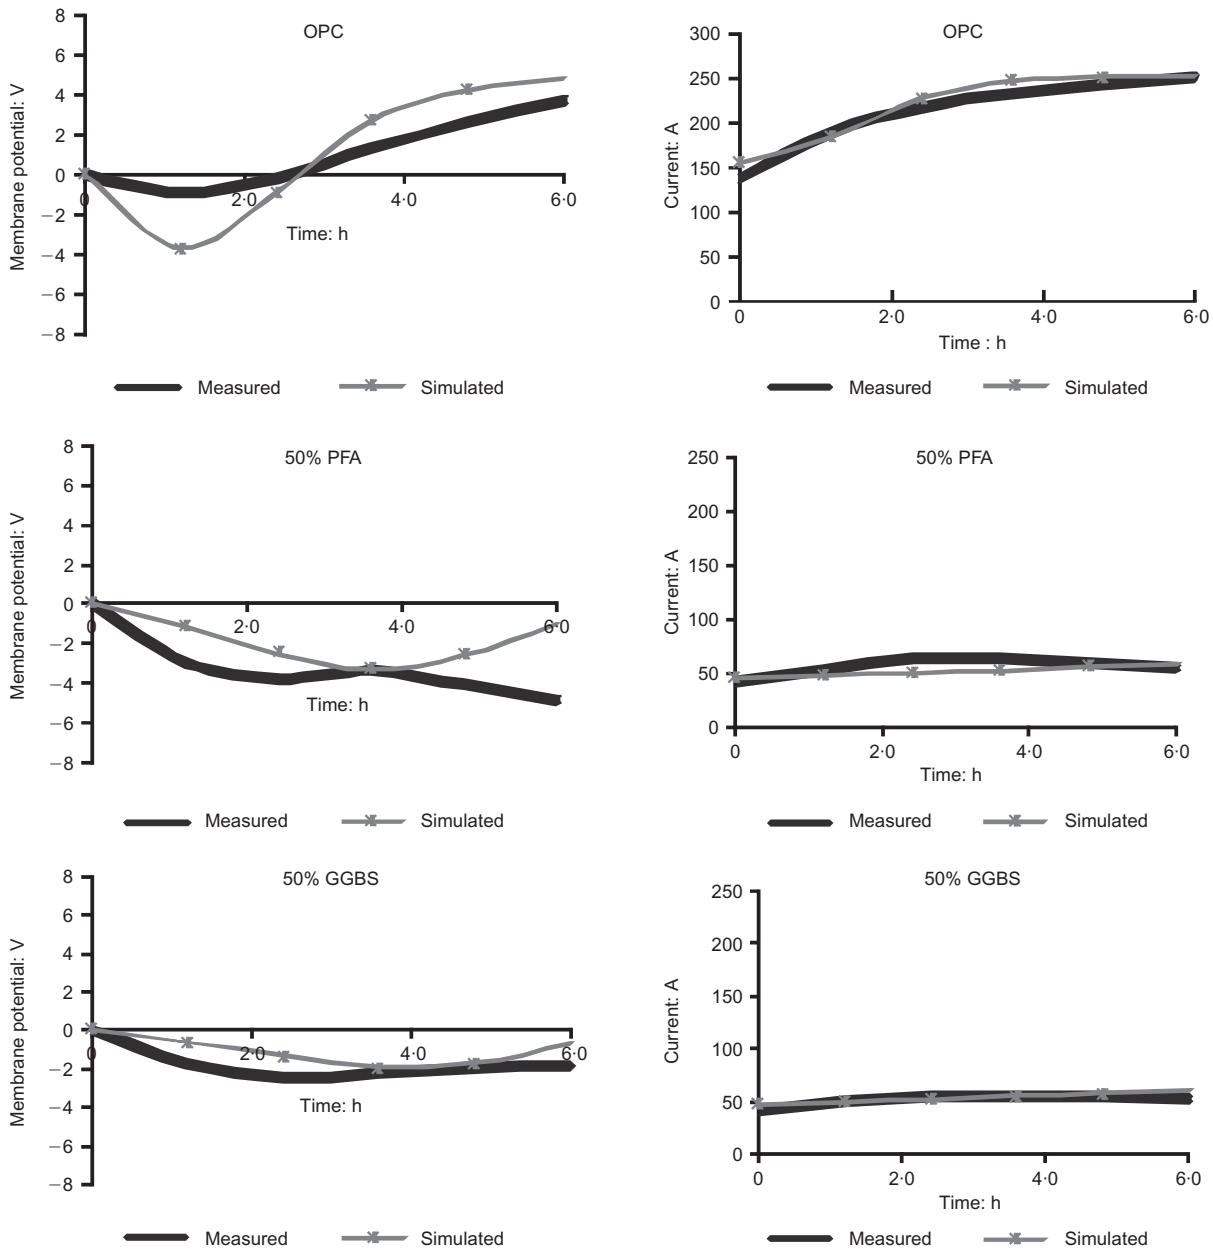 OPC
Membrane potential: V
8
6
4
2
0
−2
−4
−6
−8
0
2·0
4·0
6·0
Time: h
Measured
Simulated
OPC
Current: A
300
250
200
150
100
50
0
0
2·0
4·0
6·0
Time : h
Measured
Simulated
50% PFA
Membrane potential: V
8
6
4
2
0
−2
−4
−6
−8
0
2·0
4·0
6·0
Time: h
Measured
Simulated
50% PFA
Current: A
250
200
150
100
50
0
0
2·0
4·0
6·0
Time: h
Measured
Simulated
50% GGBS
Membrane potential: V
8
6
4
2
0
−2
−4
−6
−8
0
2·0
4·0
6·0
Time: h
Measured
Simulated
50% GGBS
Current: A
250
200
150
100
50
0
0
2·0
4·0
6·0
Time: h
Measured
Simulated